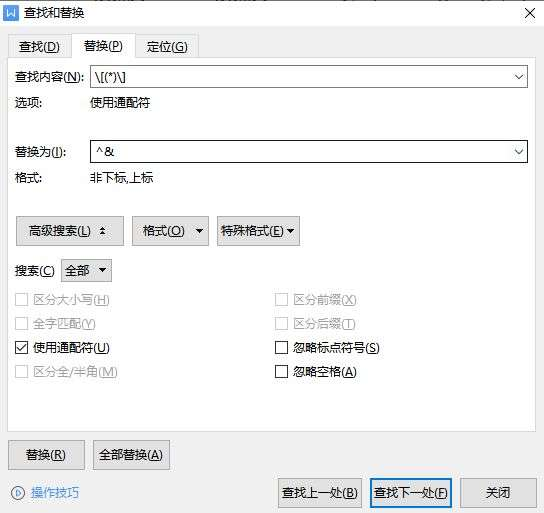 查找和替换
查找(D) 替换(P) 定位(G)
查找内容(N): \[(*)\]
选项: 使用通配符
替换为(I): ^&
格式: 非下标,上标
高级搜索(L) 格式(O) 特殊格式(E)
搜索(C) 全部
区分大小写(H) 区分前缀(X)
全字匹配(Y) 区分后缀(T)
使用通配符(U) 忽略标点符号(S)
区分全/半角(M) 忽略空格(A)
替换(R) 全部替换(A)
操作技巧 查找上一处(B) 查找下一处(F) 关闭